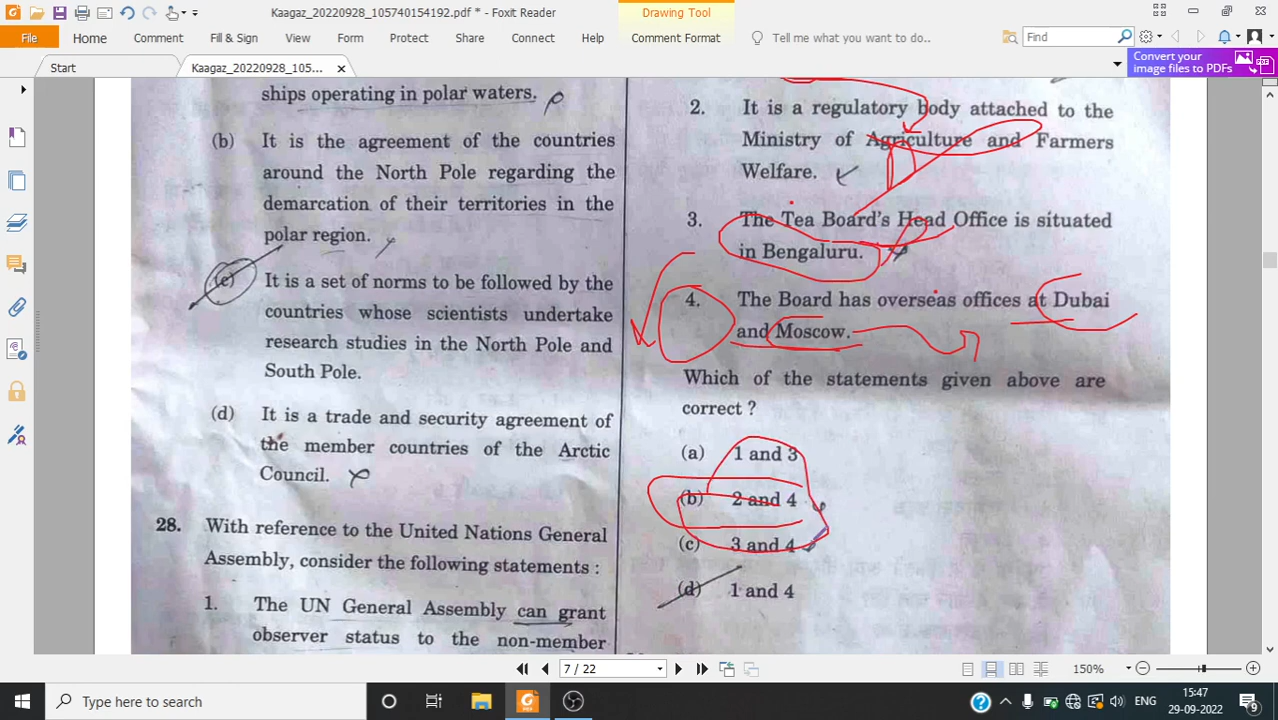 Kaagaz_20220928_105740154192.pdf * - Foxit Reader
Drawing Tool
File
Home
Comment
Fill & Sign
View
Form
Protect
Share
Connect
Help
Comment Format
Tell me what you want to do..
Find
Start
Kaagaz_20220928_105...
Convert your
image files to PDFs
ships operating in polar waters.
(b) It is the agreement of the countries
around the North Pole regarding the
demarcation of their territories in the
polar region.
(c) It is a set of norms to be followed by the
countries whose scientists undertake
research studies in the North Pole and
South Pole.
(d) It is a trade and security agreement of
the member countries of the Arctic
Council.
28. With reference to the United Nations General
Assembly, consider the following statements :
1. The UN General Assembly can grant
observer status to the non-member
2. It is a regulatory body attached to the
Ministry of Agriculture and Farmers
Welfare.
3. The Tea Board's Head Office is situated
in Bengaluru.
4. The Board has overseas offices at Dubai
and Moscow.
Which of the statements given above are
correct ?
(a) 1 and 3
(b) 2 and 4
(c) 3 and 4
(d) 1 and 4
7 / 22
150%
Type here to search
ENG
15:47
29-09-2022
9